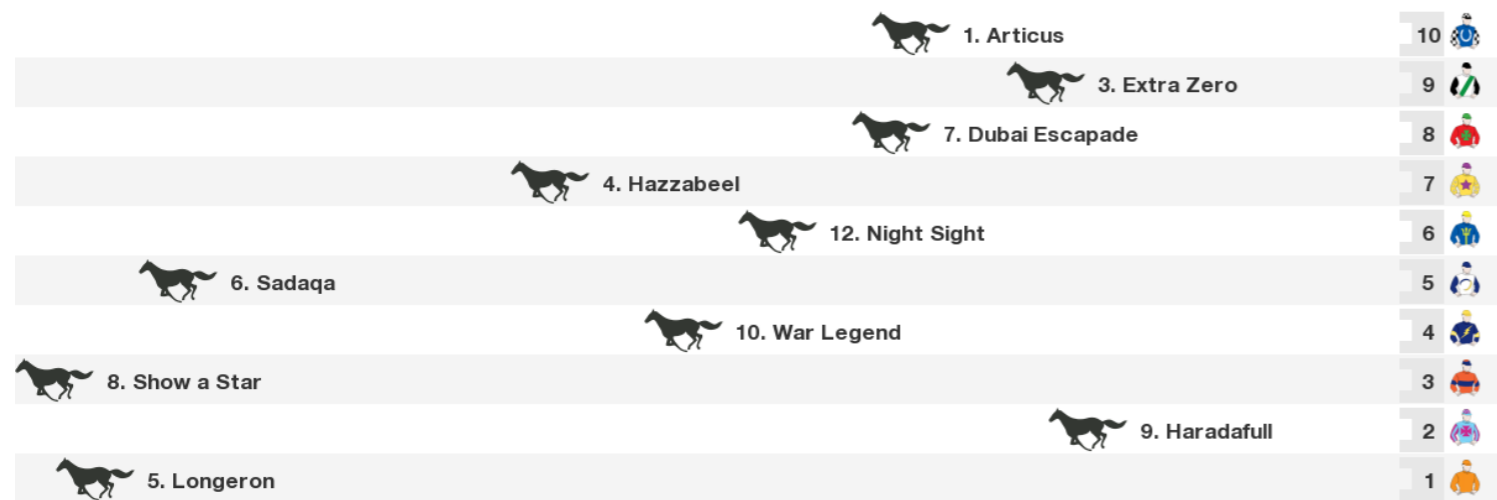 1. Articus 10
3. Extra Zero 9
7. Dubai Escapade 8
4. Hazzabeel 7
12. Night Sight 6
6. Sadaqa 5
10. War Legend 4
8. Show a Star 3
9. Haradafull 2
5. Longeron 1